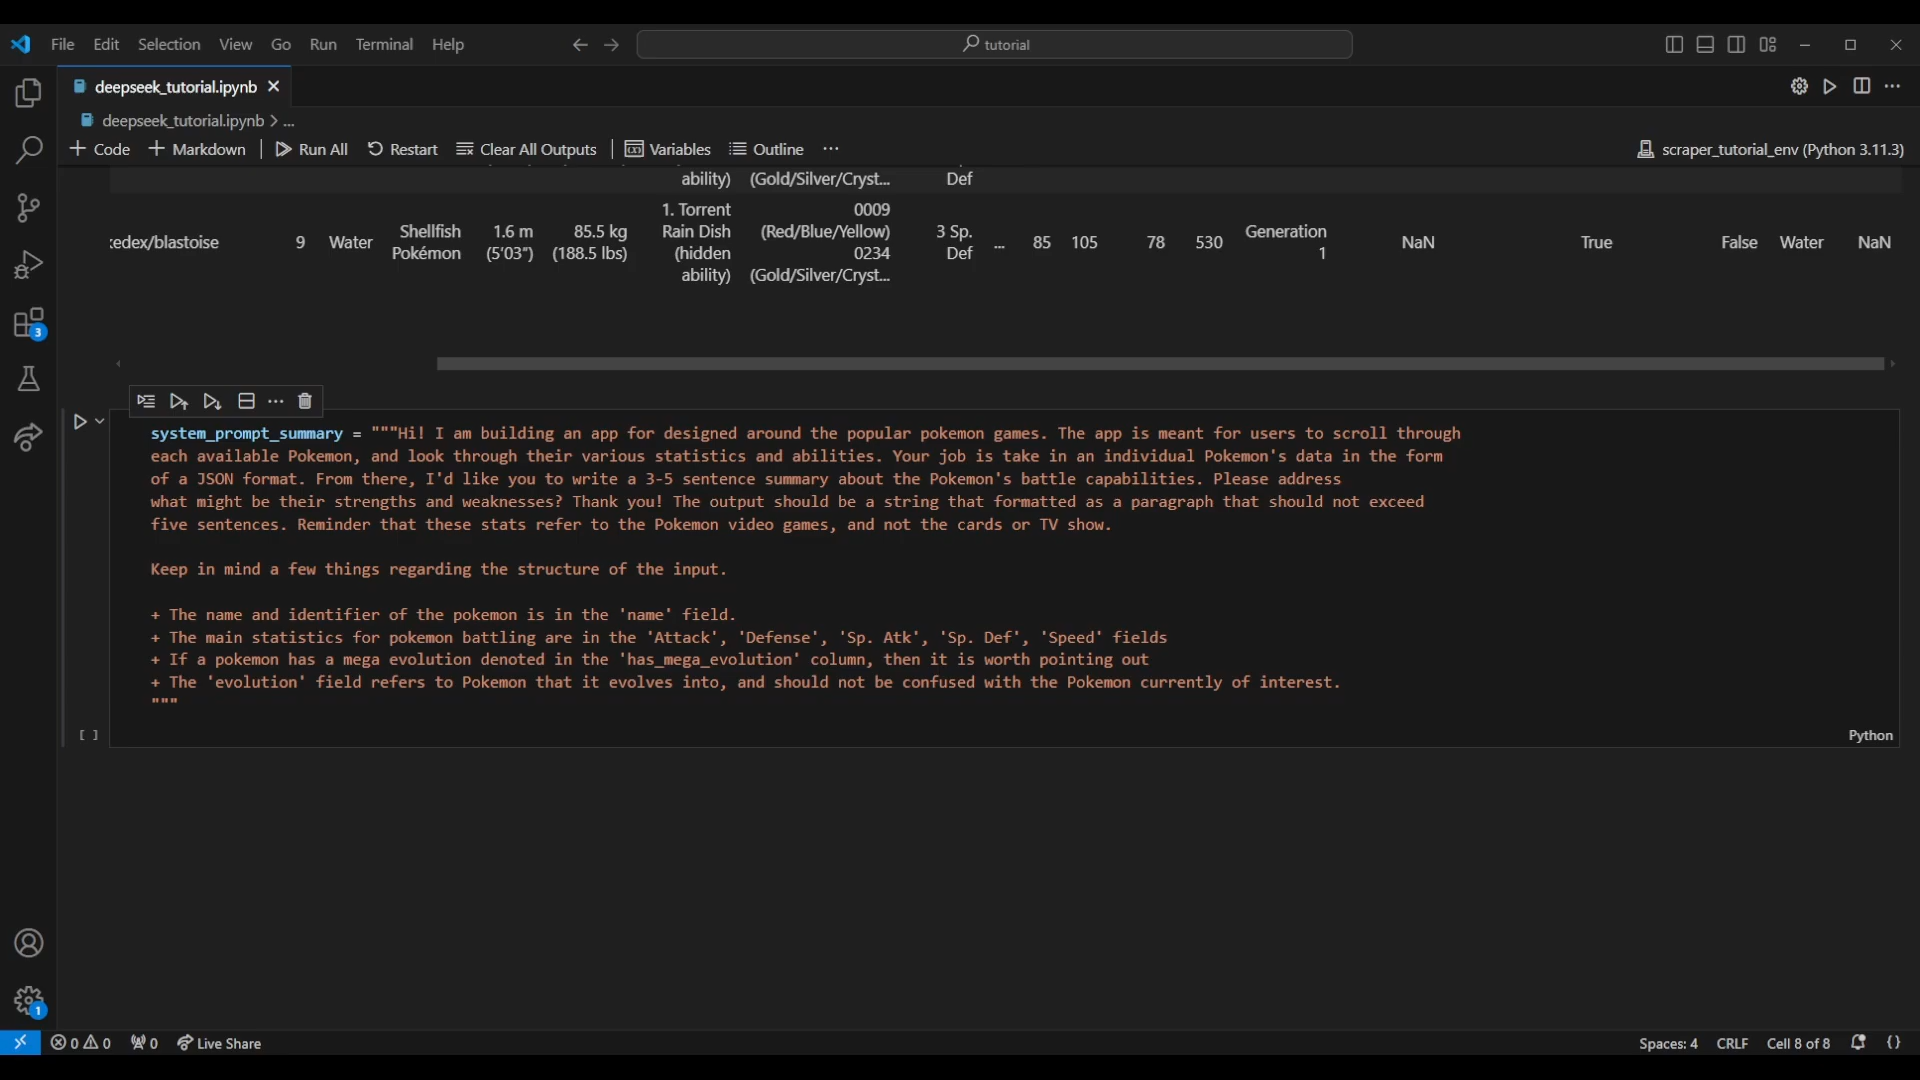 File Edit Selection View Go Run Terminal Help
tutorial
deepseek_tutorial.ipynb
deepseek_tutorial.ipynb > ...
+ Code + Markdown | Run All Restart Clear All Outputs | Variables Outline ...
scraper_tutorial_env (Python 3.11.3)
ability) (Gold/Silver/Cryst... Def
1. Torrent 0009
Shellfish 1.6 m 85.5 kg Rain Dish (Red/Blue/Yellow) 3 Sp. Generation
edex/blastoise 9 Water ... 85 105 78 530 NaN True False Water NaN
Pokémon (5'03") (188.5 lbs) (hidden 0234 Def 1
ability) (Gold/Silver/Cryst...
system_prompt_summary = """Hi! I am building an app for designed around the popular pokemon games. The app is meant for users to scroll through
each available Pokemon, and look through their various statistics and abilities. Your job is take in an individual Pokemon's data in the form
of a JSON format. From there, I'd like you to write a 3-5 sentence summary about the Pokemon's battle capabilities. Please address
what might be their strengths and weaknesses? Thank you! The output should be a string that formatted as a paragraph that should not exceed
five sentences. Reminder that these stats refer to the Pokemon video games, and not the cards or TV show.
Keep in mind a few things regarding the structure of the input.
+ The name and identifier of the pokemon is in the 'name' field.
+ The main statistics for pokemon battling are in the 'Attack', 'Defense', 'Sp. Atk', 'Sp. Def', 'Speed' fields
+ If a pokemon has a mega evolution denoted in the 'has_mega_evolution' column, then it is worth pointing out
+ The 'evolution' field refers to Pokemon that it evolves into, and should not be confused with the Pokemon currently of interest.
"""
[ ] Python
3
1
0 0 0 Live Share
Spaces: 4 CRLF Cell 8 of 8 {}